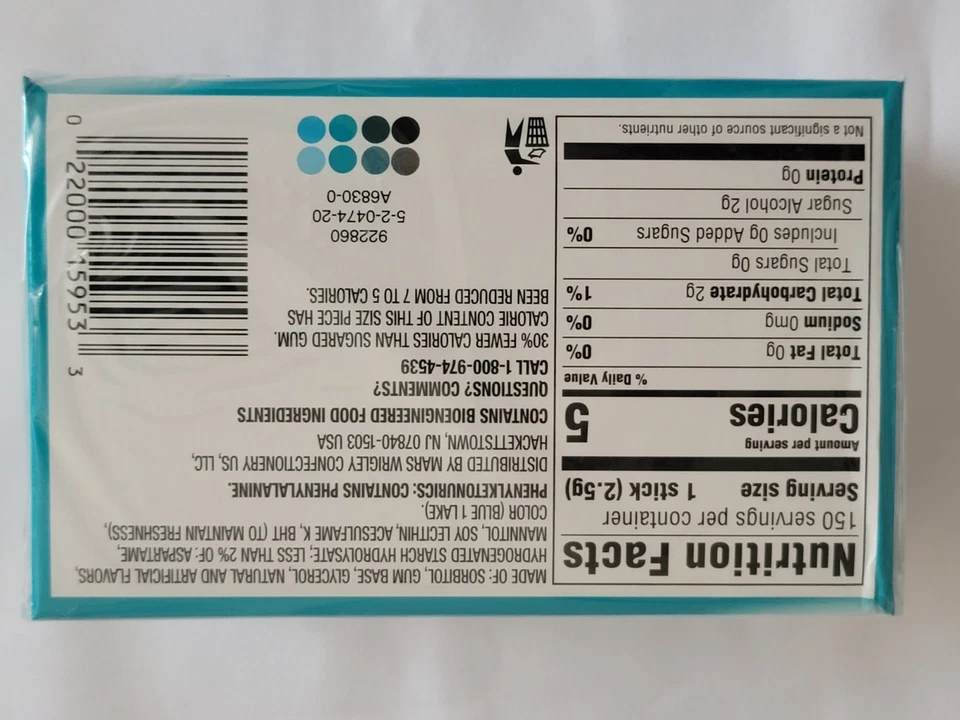 Nutrition Facts
150 servings per container
Serving size 1 stick (2.5g)
Amount per serving
Calories 5
% Daily Value
Total Fat 0g 0%
Sodium 0mg 0%
Total Carbohydrate 2g 1%
Total Sugars 0g
Includes 0g Added Sugars 0%
Sugar Alcohol 2g
Protein 0g
Not a significant source of other nutrients.
MADE OF: SORBITOL, GUM BASE, GLYCEROL, NATURAL AND ARTIFICIAL FLAVORS,
HYDROGENATED STARCH HYDROLYSATE; LESS THAN 2% OF: ASPARTAME,
MANNITOL, SOY LECITHIN, ACESULFAME K, BHT (TO MAINTAIN FRESHNESS),
COLOR (BLUE 1 LAKE).
PHENYLKETONURICS: CONTAINS PHENYLALANINE.
DISTRIBUTED BY MARS WRIGLEY CONFECTIONERY US, LLC,
HACKETTSTOWN, NJ 07840-1503 USA
CONTAINS BIOENGINEERED FOOD INGREDIENTS
QUESTIONS? COMMENTS?
CALL 1-800-974-4539
30% FEWER CALORIES THAN SUGARED GUM.
CALORIE CONTENT OF THIS SIZE PIECE HAS
BEEN REDUCED FROM 7 TO 5 CALORIES.
922860
5-2-0474-20
A6830-0
0 22000 15953 3